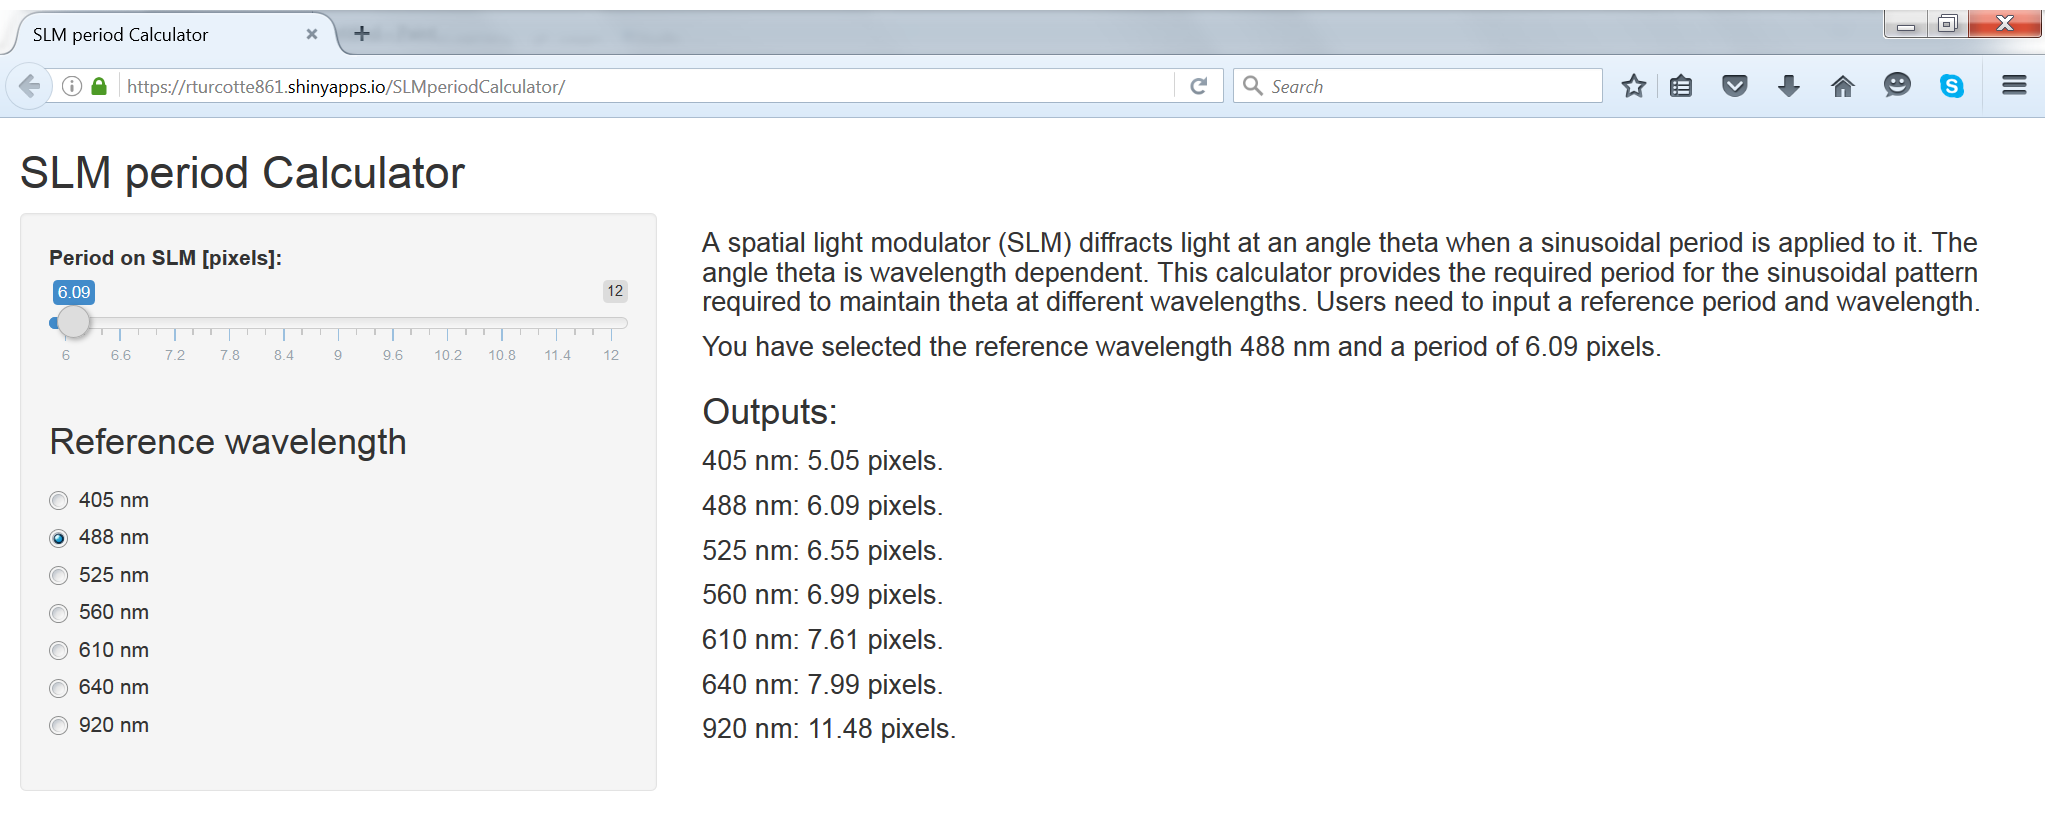 SLM period Calculator
https://rturcotte861.shinyapps.io/SLMperiodCalculator/
Search
SLM period Calculator
Period on SLM [pixels]:
6.09 12
6 6.6 7.2 7.8 8.4 9 9.6 10.2 10.8 11.4 12
Reference wavelength
405 nm
488 nm
525 nm
560 nm
610 nm
640 nm
920 nm
A spatial light modulator (SLM) diffracts light at an angle theta when a sinusoidal period is applied to it. The
angle theta is wavelength dependent. This calculator provides the required period for the sinusoidal pattern
required to maintain theta at different wavelengths. Users need to input a reference period and wavelength.
You have selected the reference wavelength 488 nm and a period of 6.09 pixels.
Outputs:
405 nm: 5.05 pixels.
488 nm: 6.09 pixels.
525 nm: 6.55 pixels.
560 nm: 6.99 pixels.
610 nm: 7.61 pixels.
640 nm: 7.99 pixels.
920 nm: 11.48 pixels.